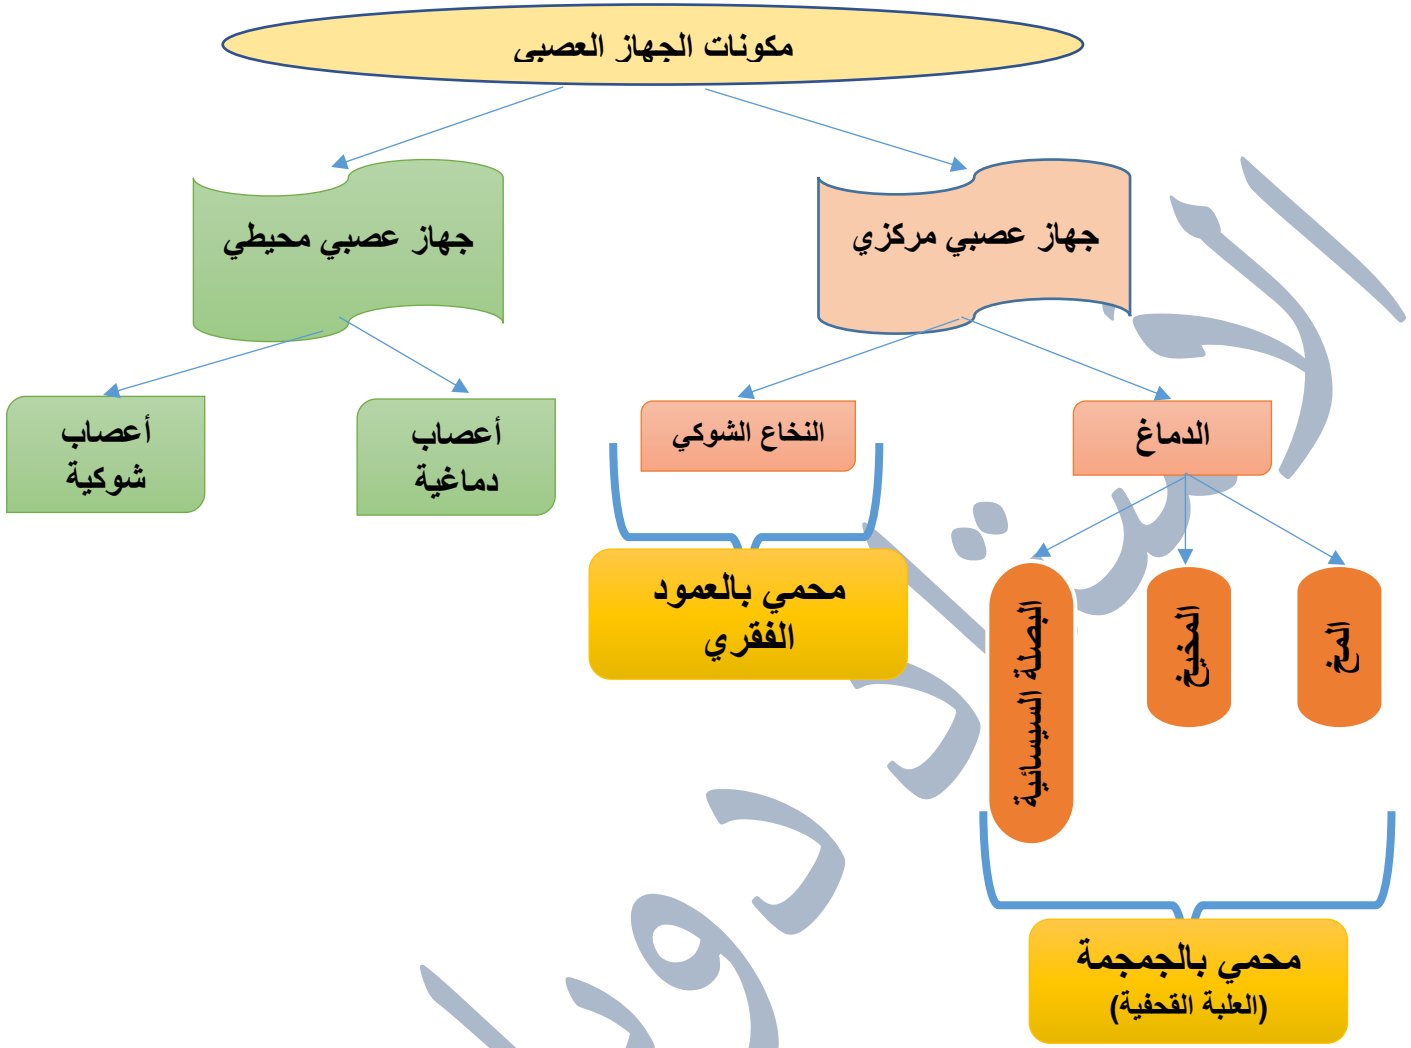 مكونات الجهاز العصبي
جهاز عصبي مركزي
جهاز عصبي محيطي
الدماغ
النخاع الشوكي
أعصاب
دماغية
أعصاب
شوكية
المخ
المخيخ
البصلة السيسائية
محمي بالعمود
الفقري
محمي بالجمجمة
(العلبة القحفية)